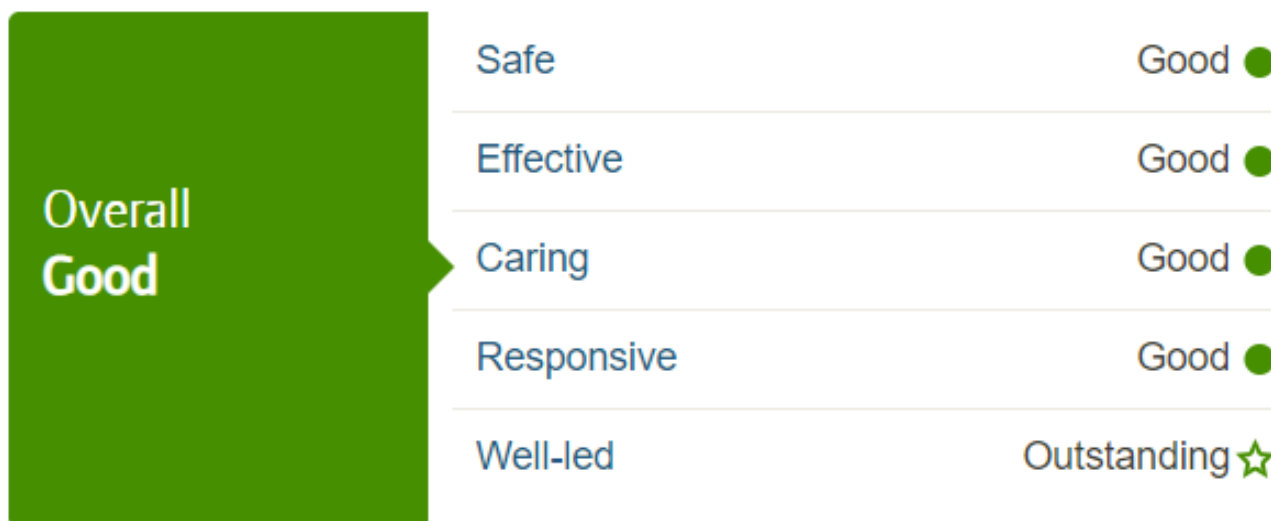 Overall
Good
Safe Good
Effective Good
Caring Good
Responsive Good
Well-led Outstanding